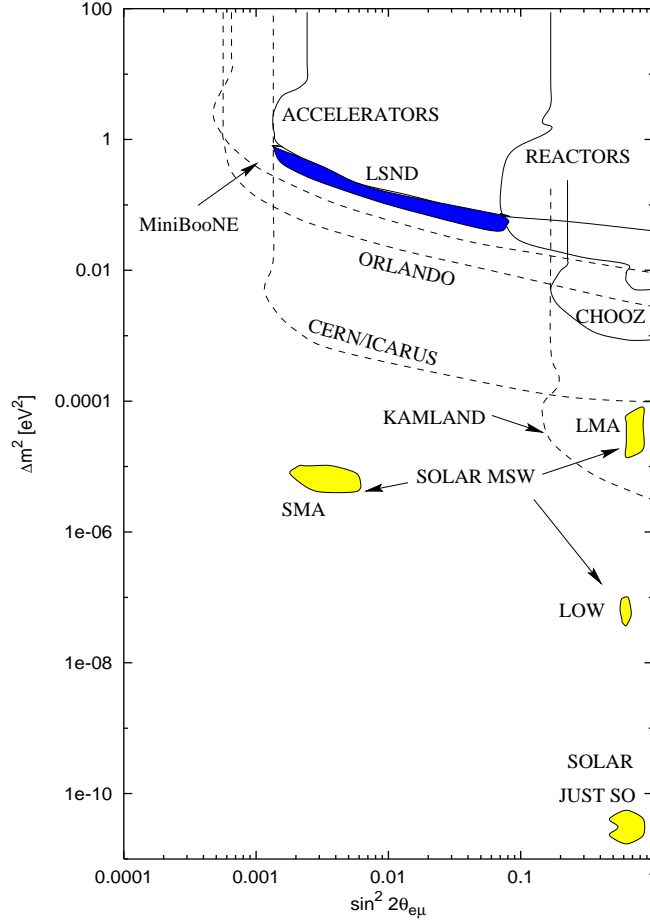 100
1
0.01
0.0001
1e-06
1e-08
1e-10
Δm² [eV²]
ACCELERATORS
REACTORS
LSND
MiniBooNE
ORLANDO
CHOOZ
CERN/ICARUS
KAMLAND
LMA
SOLAR MSW
SMA
LOW
SOLAR
JUST SO
0.0001
0.001
0.01
0.1
sin² 2θeμ